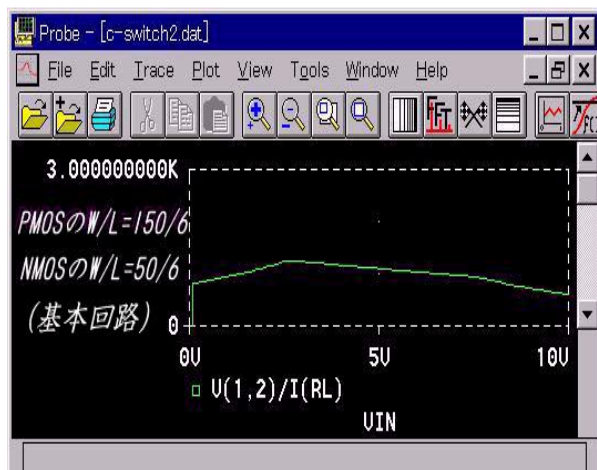 Probe - [c-switch2.dat]
File Edit Trace Plot View Tools Window Help
FFT
3.000000000K
PMOSのW/L=150/6
NMOSのW/L=50/6
(基本回路)
0
0V 5V 10V
V(1,2)/I(RL)
VIN